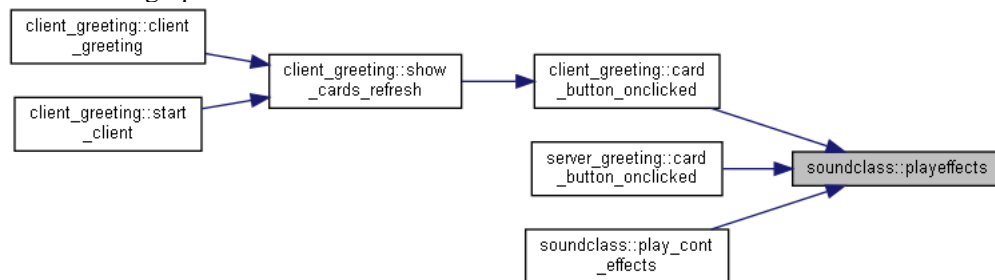 client_greeting::client
_greeting
client_greeting::start
_client
client_greeting::show
_cards_refresh
client_greeting::card
_button_onclicked
server_greeting::card
_button_onclicked
soundclass::play_cont
_effects
soundclass::playeffects